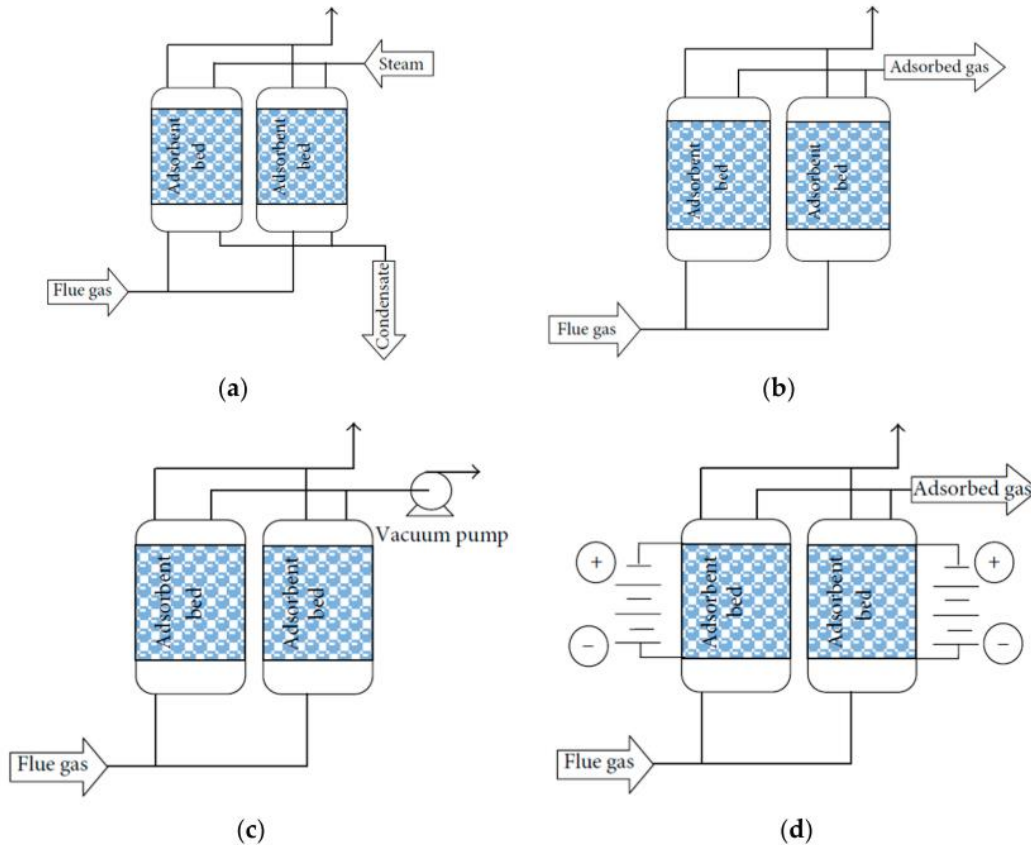 Steam
Adsorbent
bed
Adsorbent
bed
Flue gas
Condensate
(a)
Adsorbed gas
Adsorbent
bed
Adsorbent
bed
Flue gas
(b)
Vacuum pump
Adsorbent
bed
Adsorbent
bed
Flue gas
(c)
Adsorbed gas
+
Adsorbent
bed
Adsorbent
bed
+
−
−
Flue gas
(d)